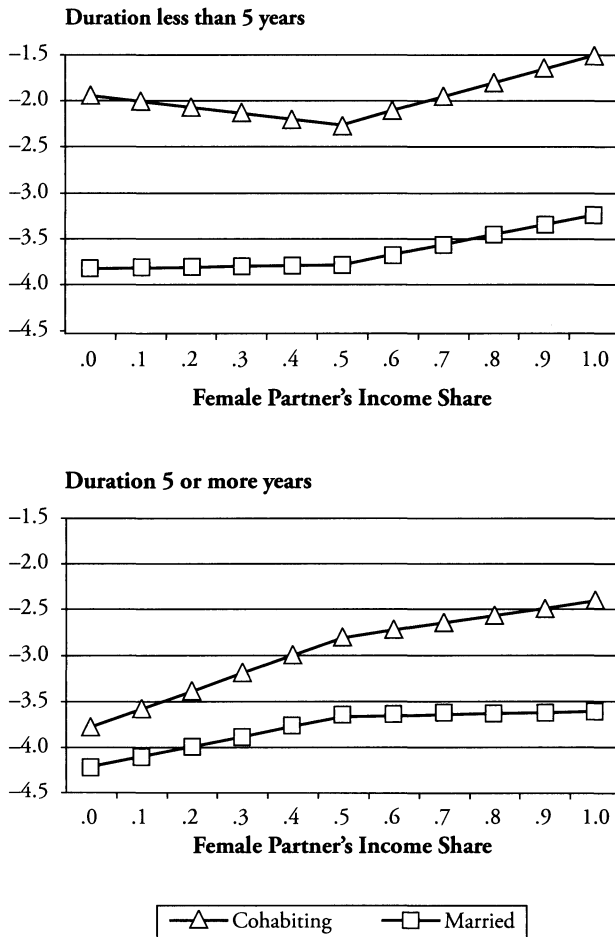 Duration less than 5 years
–1.5
–2.0
–2.5
–3.0
–3.5
–4.0
–4.5
.0 .1 .2 .3 .4 .5 .6 .7 .8 .9 1.0
Female Partner's Income Share
Duration 5 or more years
–1.5
–2.0
–2.5
–3.0
–3.5
–4.0
–4.5
.0 .1 .2 .3 .4 .5 .6 .7 .8 .9 1.0
Female Partner's Income Share
Cohabiting Married